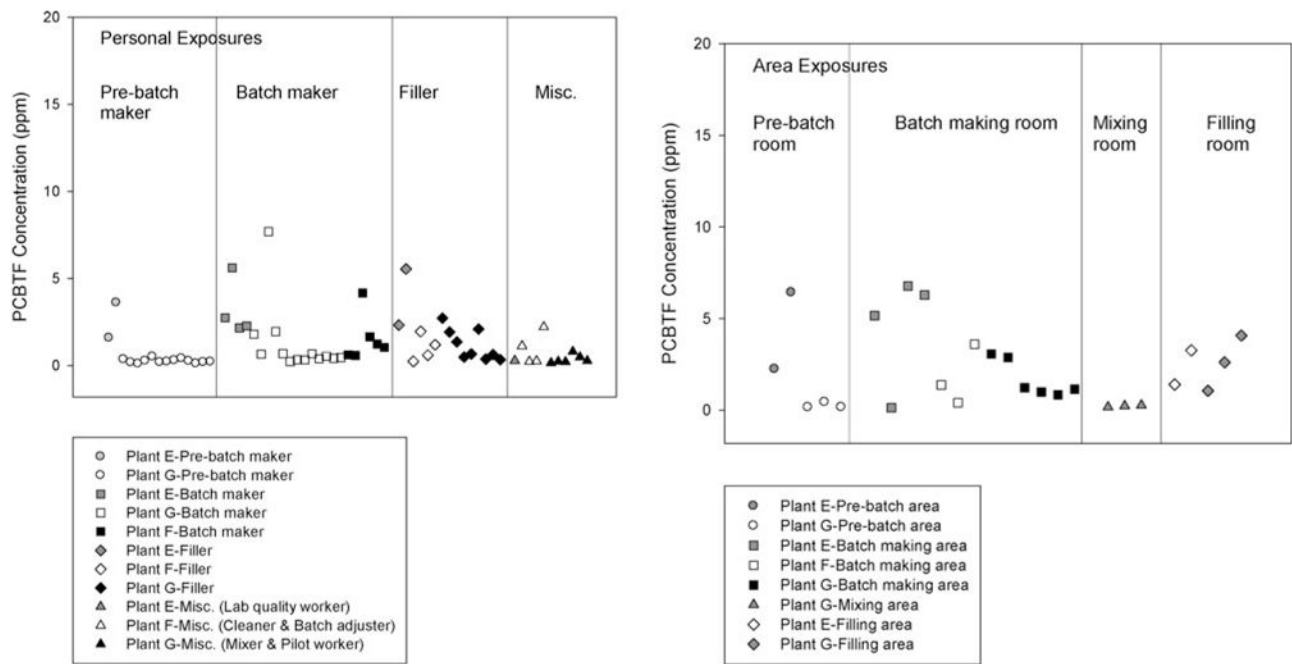 20
Personal Exposures
Pre-batch
maker
Batch maker
Filler
Misc.
15
10
5
0
PCBTF Concentration (ppm)
Plant E-Pre-batch maker
Plant G-Pre-batch maker
Plant E-Batch maker
Plant G-Batch maker
Plant F-Batch maker
Plant E-Filler
Plant F-Filler
Plant G-Filler
Plant E-Misc. (Lab quality worker)
Plant F-Misc. (Cleaner & Batch adjuster)
Plant G-Misc. (Mixer & Pilot worker)
20
Area Exposures
Pre-batch
room
Batch making room
Mixing
room
Filling
room
15
10
5
0
PCBTF Concentration (ppm)
Plant E-Pre-batch area
Plant G-Pre-batch area
Plant E-Batch making area
Plant F-Batch making area
Plant G-Batch making area
Plant G-Mixing area
Plant E-Filling area
Plant G-Filling area